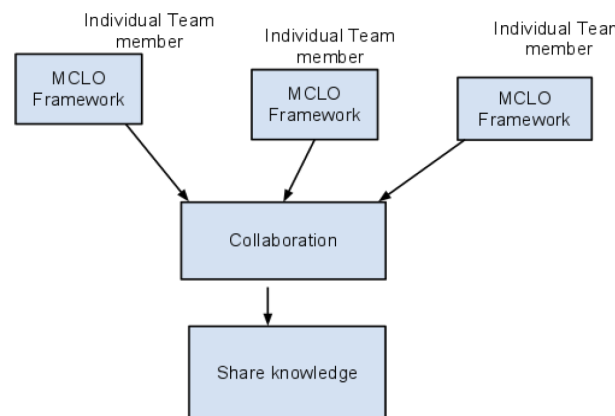 Individual Team
member
MCLO
Framework
Individual Team
member
MCLO
Framework
Individual Team
member
MCLO
Framework
Collaboration
Share knowledge